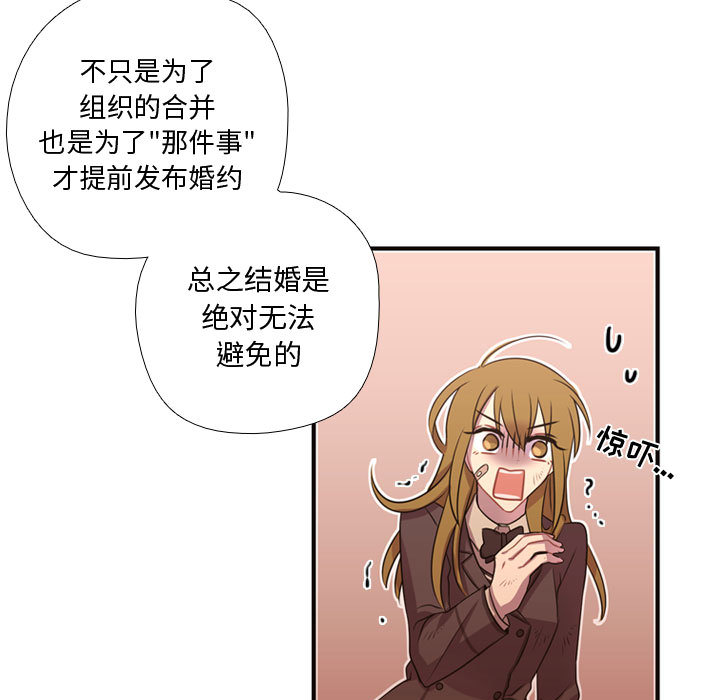 不只是为了
组织的合并
也是为了"那件事"
才提前发布婚约
总之结婚是
绝对无法
避免的
惊吓...